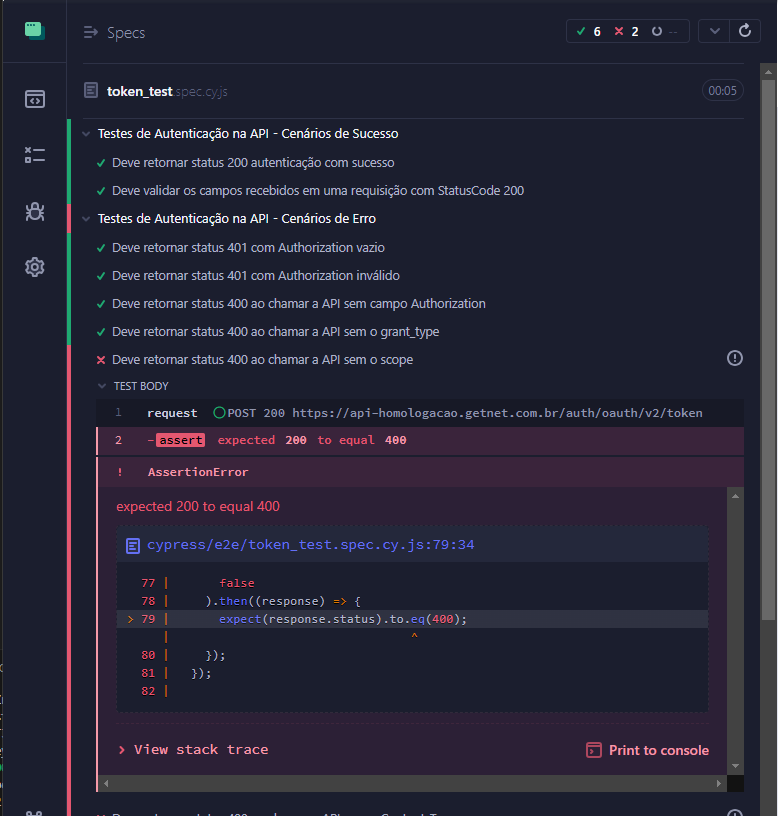 Specs
6 2 --
token_test.spec.cy.js
00:05
Testes de Autenticação na API - Cenários de Sucesso
Deve retornar status 200 autenticação com sucesso
Deve validar os campos recebidos em uma requisição com StatusCode 200
Testes de Autenticação na API - Cenários de Erro
Deve retornar status 401 com Authorization vazio
Deve retornar status 401 com Authorization inválido
Deve retornar status 400 ao chamar a API sem campo Authorization
Deve retornar status 400 ao chamar a API sem o grant_type
Deve retornar status 400 ao chamar a API sem o scope
TEST BODY
1 request POST 200 https://api-homologacao.getnet.com.br/auth/oauth/v2/token
2 -assert expected 200 to equal 400
! AssertionError
expected 200 to equal 400
cypress/e2e/token_test.spec.cy.js:79:34
77 | false
78 | ).then((response) => {
> 79 | expect(response.status).to.eq(400);
| ^
80 | });
81 | });
82 |
> View stack trace
Print to console